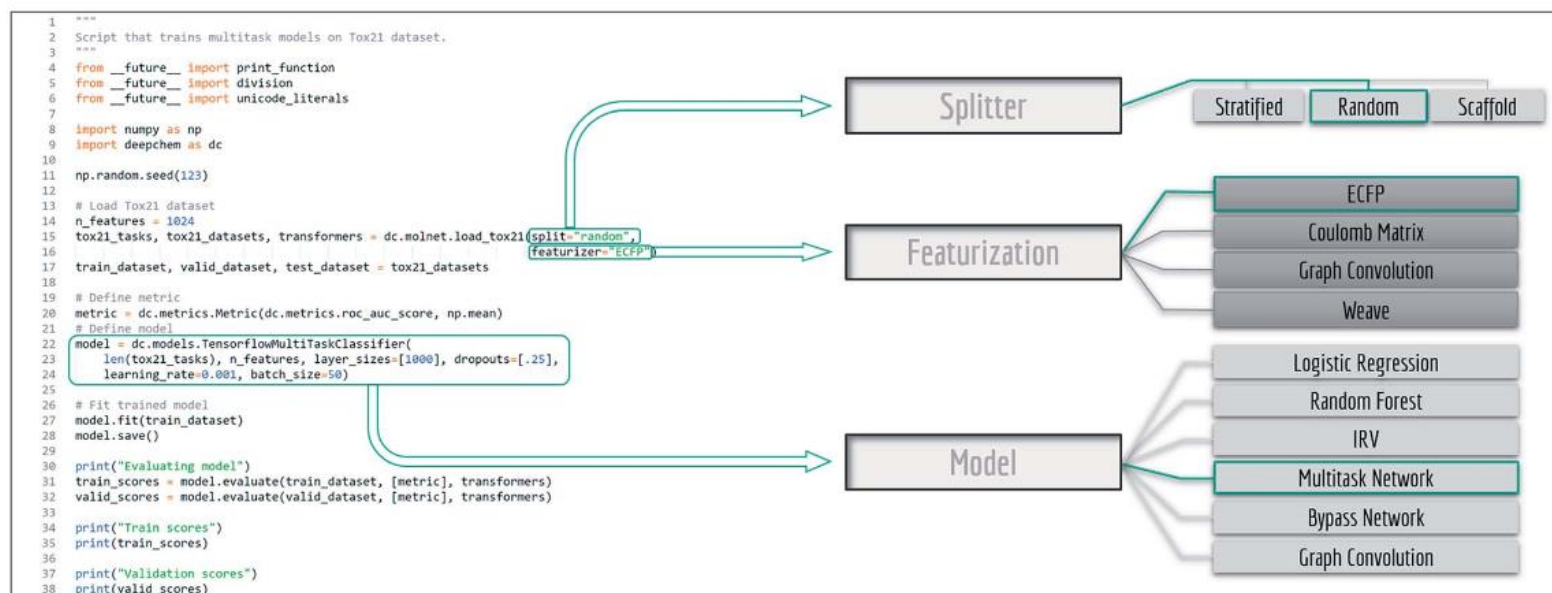 1 """
2 Script that trains multitask models on Tox21 dataset.
3 """
4 from __future__ import print_function
5 from __future__ import division
6 from __future__ import unicode_literals
7
8 import numpy as np
9 import deepchem as dc
10
11 np.random.seed(123)
12
13 # Load Tox21 dataset
14 n_features = 1024
15 tox21_tasks, tox21_datasets, transformers = dc.molnet.load_tox21(split="random",
16 featurizer="ECFP")
17 train_dataset, valid_dataset, test_dataset = tox21_datasets
18
19 # Define metric
20 metric = dc.metrics.Metric(dc.metrics.roc_auc_score, np.mean)
21 # Define model
22 model = dc.models.TensorflowMultiTaskClassifier(
23 len(tox21_tasks), n_features, layer_sizes=[1000], dropouts=[.25],
24 learning_rate=0.001, batch_size=50)
25
26 # Fit trained model
27 model.fit(train_dataset)
28 model.save()
29
30 print("Evaluating model")
31 train_scores = model.evaluate(train_dataset, [metric], transformers)
32 valid_scores = model.evaluate(valid_dataset, [metric], transformers)
33
34 print("Train scores")
35 print(train_scores)
36
37 print("Validation scores")
38 print(valid_scores)
Splitter
Stratified Random Scaffold
Featurization
ECFP
Coulomb Matrix
Graph Convolution
Weave
Model
Logistic Regression
Random Forest
IRV
Multitask Network
Bypass Network
Graph Convolution